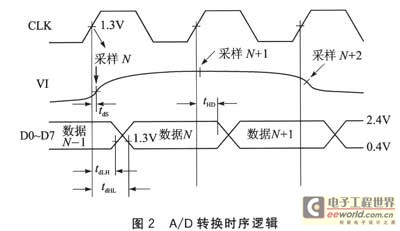 CLK
1.3V
采样 N
采样 N+1
采样 N+2
VI
tdS
tHD
D0~D7
数据
N-1
1.3V
数据N
数据N+1
2.4V
0.4V
tdLH
tdHL
电子工程世界
eeworld.com.cn
图 2 A/D 转换时序逻辑